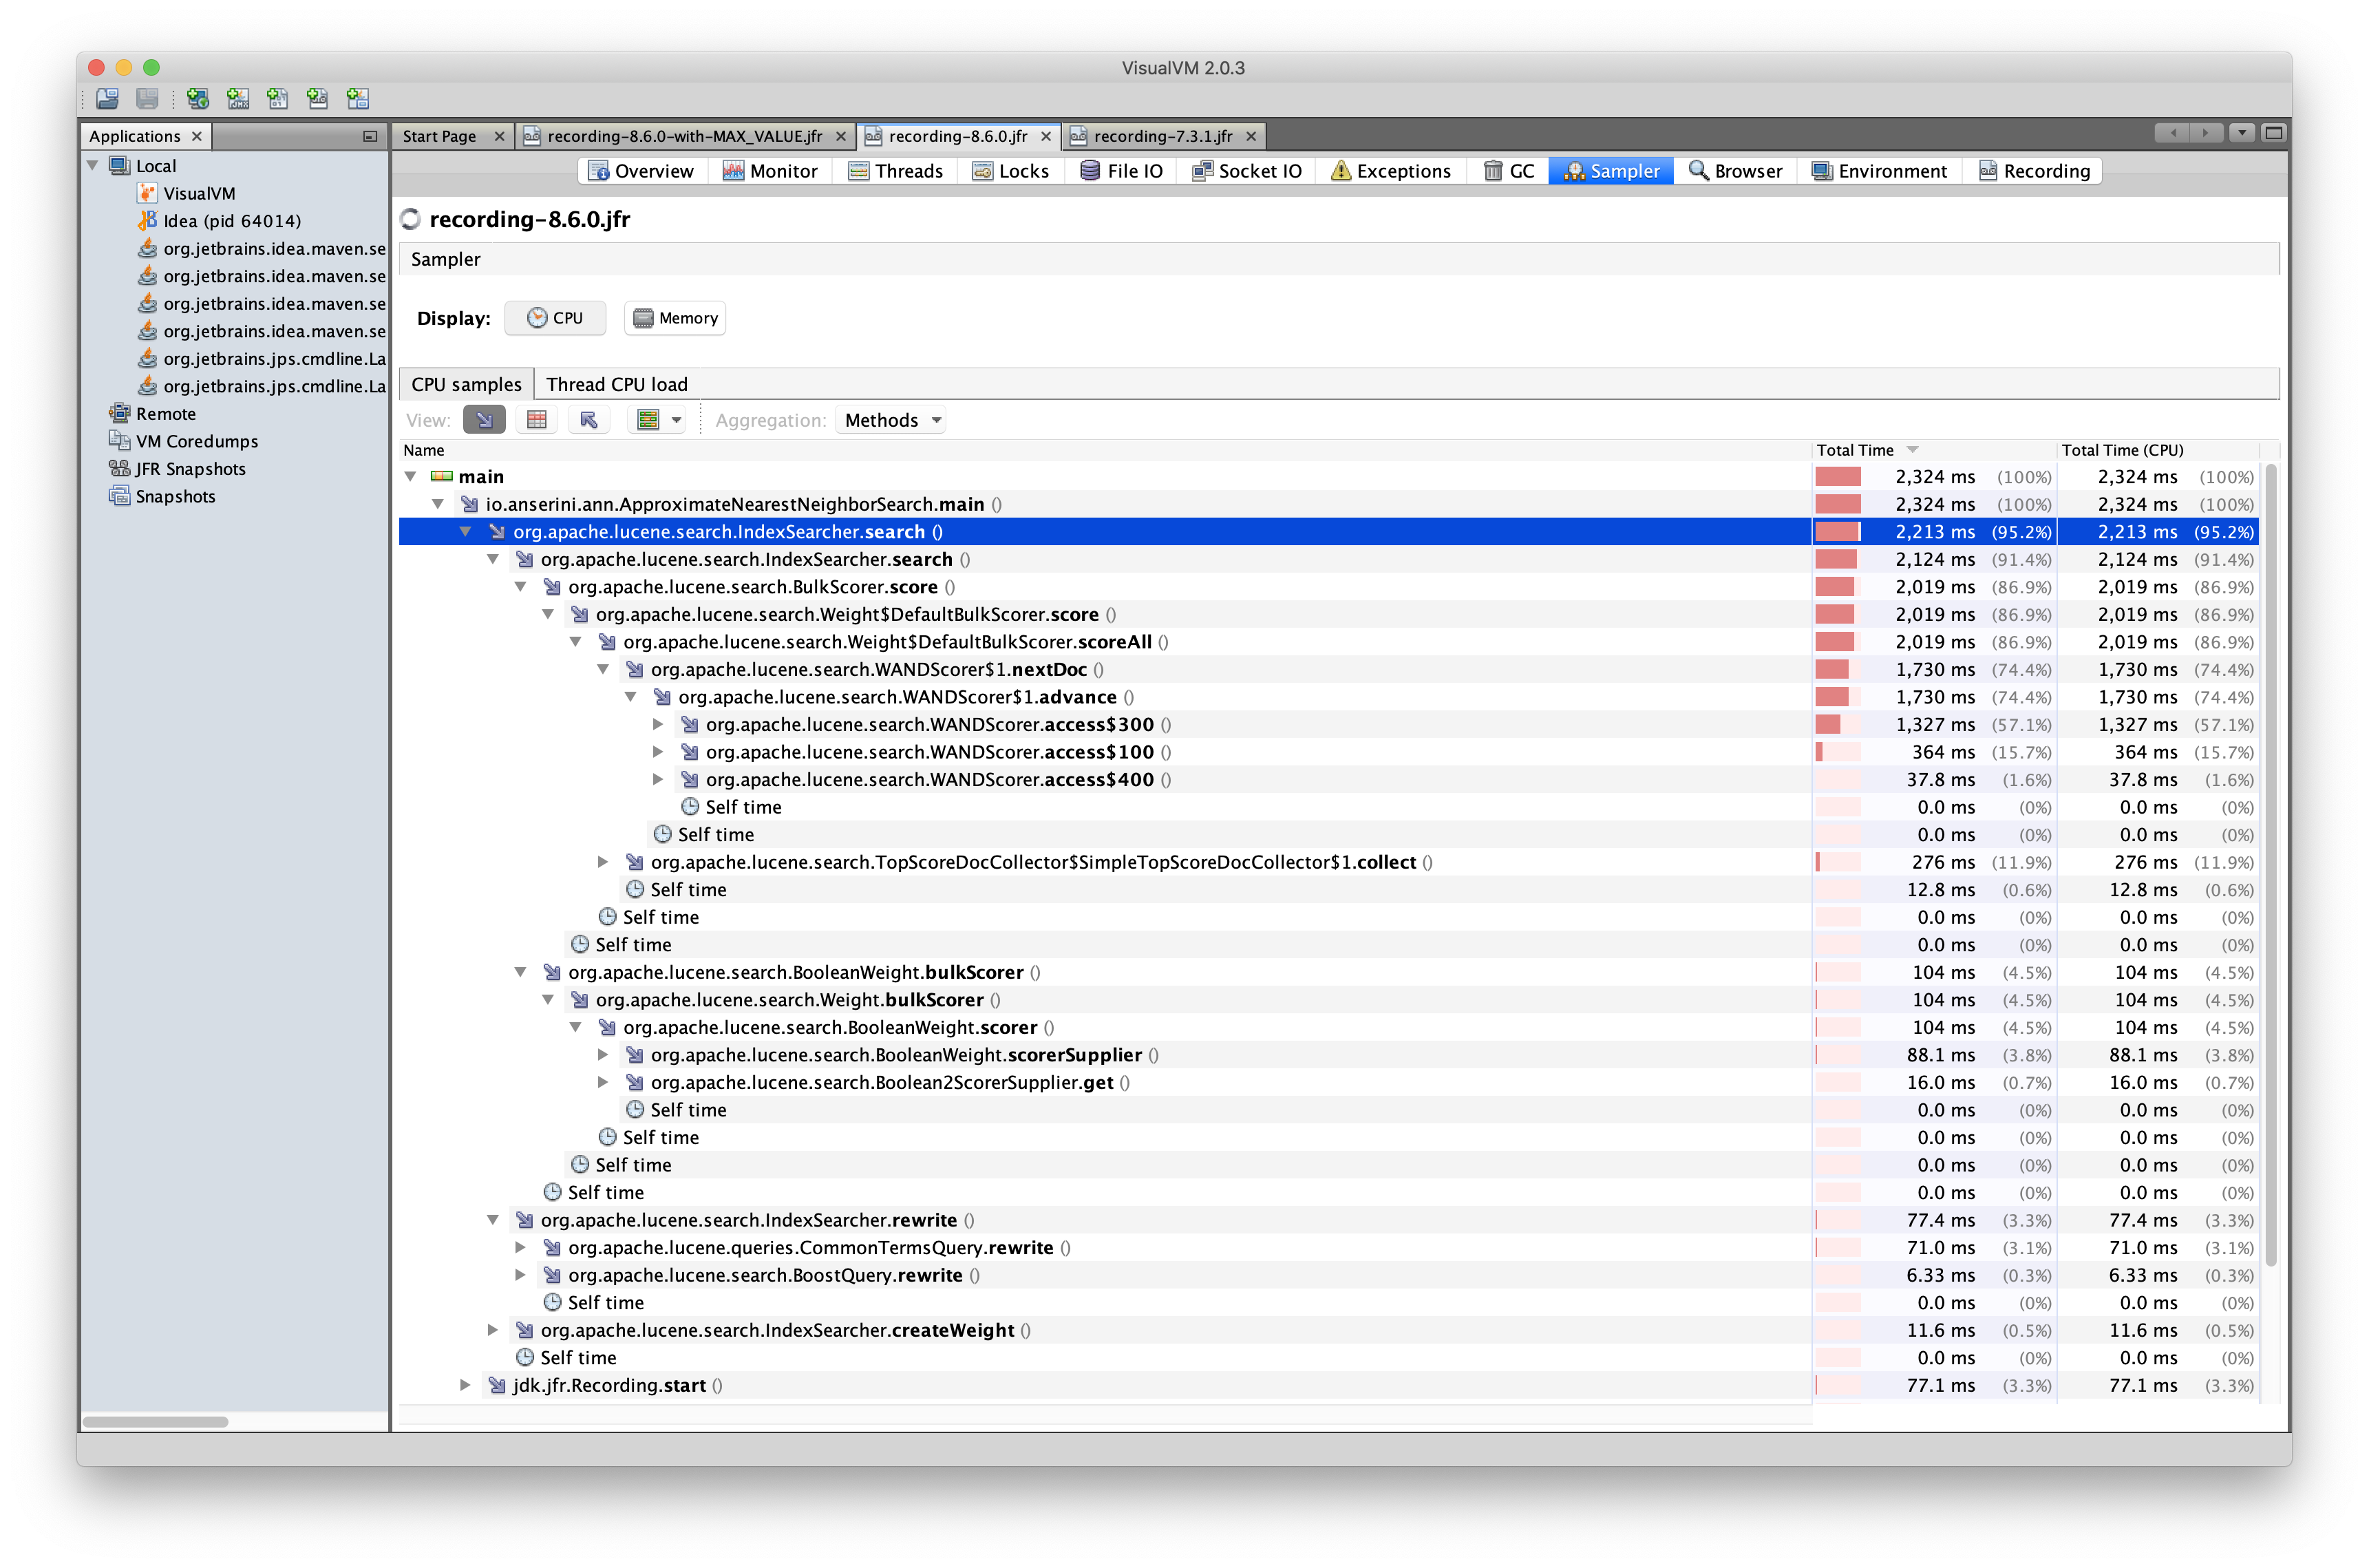 VisualVM 2.0.3
Applications
Start Page
recording-8.6.0-with-MAX_VALUE.jfr
recording-8.6.0.jfr
recording-7.3.1.jfr
Local
VisualVM
Idea (pid 64014)
org.jetbrains.idea.maven.se
org.jetbrains.idea.maven.se
org.jetbrains.idea.maven.se
org.jetbrains.idea.maven.se
org.jetbrains.jps.cmdline.La
org.jetbrains.jps.cmdline.La
Remote
VM Coredumps
JFR Snapshots
Snapshots
Overview Monitor Threads Locks File IO Socket IO Exceptions GC Sampler Browser Environment Recording
recording-8.6.0.jfr
Sampler
Display: CPU Memory
CPU samples Thread CPU load
View: Aggregation: Methods
Name Total Time Total Time (CPU)
main 2,324 ms (100%) 2,324 ms (100%)
io.anserini.ann.ApproximateNearestNeighborSearch.main () 2,324 ms (100%) 2,324 ms (100%)
org.apache.lucene.search.IndexSearcher.search () 2,213 ms (95.2%) 2,213 ms (95.2%)
org.apache.lucene.search.IndexSearcher.search () 2,124 ms (91.4%) 2,124 ms (91.4%)
org.apache.lucene.search.BulkScorer.score () 2,019 ms (86.9%) 2,019 ms (86.9%)
org.apache.lucene.search.Weight$DefaultBulkScorer.score () 2,019 ms (86.9%) 2,019 ms (86.9%)
org.apache.lucene.search.Weight$DefaultBulkScorer.scoreAll () 2,019 ms (86.9%) 2,019 ms (86.9%)
org.apache.lucene.search.WANDScorer$1.nextDoc () 1,730 ms (74.4%) 1,730 ms (74.4%)
org.apache.lucene.search.WANDScorer$1.advance () 1,730 ms (74.4%) 1,730 ms (74.4%)
org.apache.lucene.search.WANDScorer.access$300 () 1,327 ms (57.1%) 1,327 ms (57.1%)
org.apache.lucene.search.WANDScorer.access$100 () 364 ms (15.7%) 364 ms (15.7%)
org.apache.lucene.search.WANDScorer.access$400 () 37.8 ms (1.6%) 37.8 ms (1.6%)
Self time 0.0 ms (0%) 0.0 ms (0%)
Self time 0.0 ms (0%) 0.0 ms (0%)
org.apache.lucene.search.TopScoreDocCollector$SimpleTopScoreDocCollector$1.collect () 276 ms (11.9%) 276 ms (11.9%)
Self time 12.8 ms (0.6%) 12.8 ms (0.6%)
Self time 0.0 ms (0%) 0.0 ms (0%)
Self time 0.0 ms (0%) 0.0 ms (0%)
org.apache.lucene.search.BooleanWeight.bulkScorer () 104 ms (4.5%) 104 ms (4.5%)
org.apache.lucene.search.Weight.bulkScorer () 104 ms (4.5%) 104 ms (4.5%)
org.apache.lucene.search.BooleanWeight.scorer () 104 ms (4.5%) 104 ms (4.5%)
org.apache.lucene.search.BooleanWeight.scorerSupplier () 88.1 ms (3.8%) 88.1 ms (3.8%)
org.apache.lucene.search.Boolean2ScorerSupplier.get () 16.0 ms (0.7%) 16.0 ms (0.7%)
Self time 0.0 ms (0%) 0.0 ms (0%)
Self time 0.0 ms (0%) 0.0 ms (0%)
Self time 0.0 ms (0%) 0.0 ms (0%)
Self time 0.0 ms (0%) 0.0 ms (0%)
org.apache.lucene.search.IndexSearcher.rewrite () 77.4 ms (3.3%) 77.4 ms (3.3%)
org.apache.lucene.queries.CommonTermsQuery.rewrite () 71.0 ms (3.1%) 71.0 ms (3.1%)
org.apache.lucene.search.BoostQuery.rewrite () 6.33 ms (0.3%) 6.33 ms (0.3%)
Self time 0.0 ms (0%) 0.0 ms (0%)
org.apache.lucene.search.IndexSearcher.createWeight () 11.6 ms (0.5%) 11.6 ms (0.5%)
Self time 0.0 ms (0%) 0.0 ms (0%)
jdk.jfr.Recording.start () 77.1 ms (3.3%) 77.1 ms (3.3%)